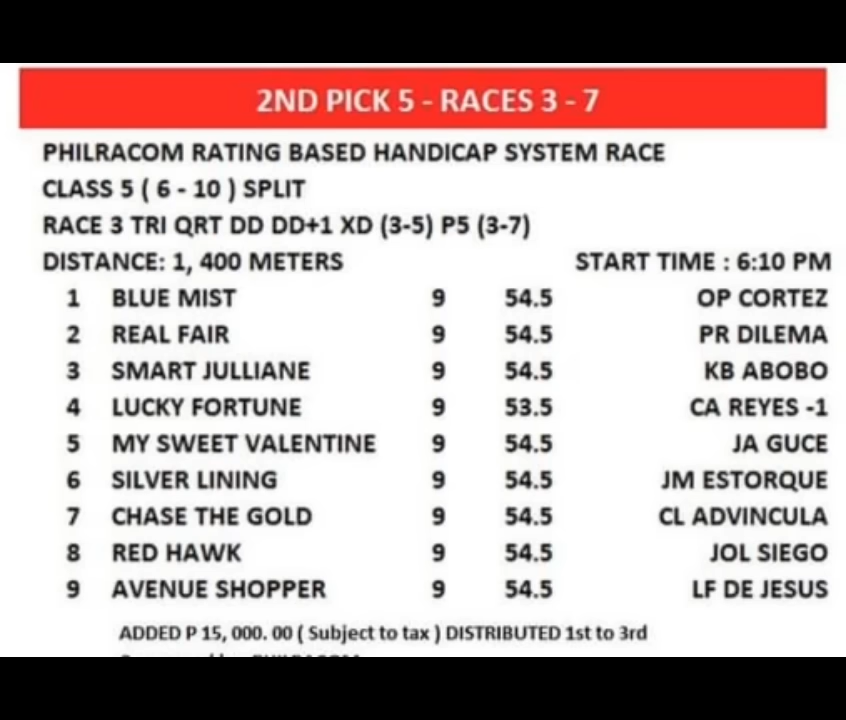 2ND PICK 5 - RACES 3 - 7
PHILRACOM RATING BASED HANDICAP SYSTEM RACE
CLASS 5 ( 6 - 10 ) SPLIT
RACE 3 TRI QRT DD DD+1 XD (3-5) P5 (3-7)
DISTANCE: 1, 400 METERS START TIME : 6:10 PM
1 BLUE MIST 9 54.5 OP CORTEZ
2 REAL FAIR 9 54.5 PR DILEMA
3 SMART JULLIANE 9 54.5 KB ABOBO
4 LUCKY FORTUNE 9 53.5 CA REYES -1
5 MY SWEET VALENTINE 9 54.5 JA GUCE
6 SILVER LINING 9 54.5 JM ESTORQUE
7 CHASE THE GOLD 9 54.5 CL ADVINCULA
8 RED HAWK 9 54.5 JOL SIEGO
9 AVENUE SHOPPER 9 54.5 LF DE JESUS
ADDED P 15, 000. 00 ( Subject to tax ) DISTRIBUTED 1st to 3rd